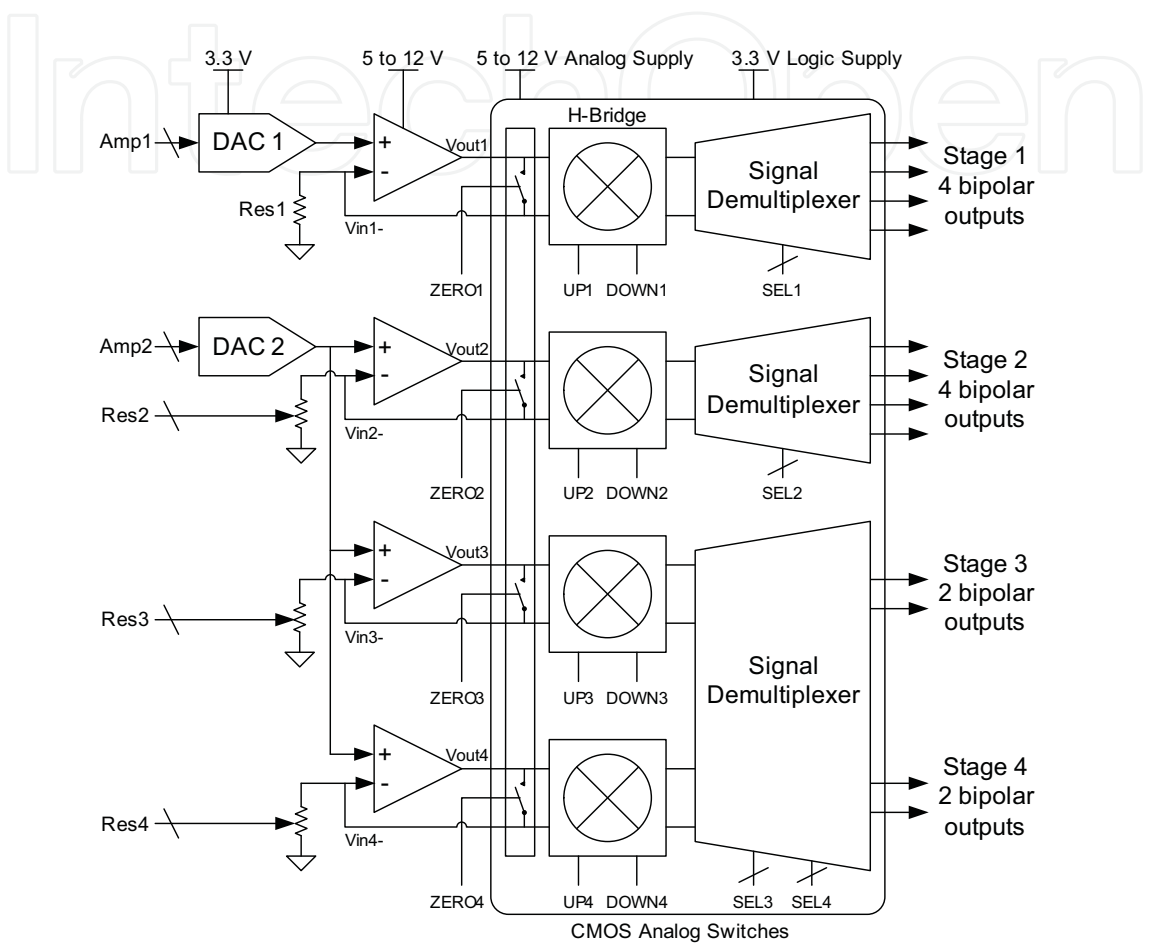 IntechOpen
3.3 V
5 to 12 V
5 to 12 V Analog Supply
3.3 V Logic Supply
H-Bridge
Amp1
DAC 1
+
-
Vout1
Res1
Vin1-
ZERO1
UP1
DOWN1
Signal
Demultiplexer
SEL1
Stage 1
4 bipolar
outputs
Amp2
DAC 2
+
-
Vout2
Res2
Vin2-
ZERO2
UP2
DOWN2
Signal
Demultiplexer
SEL2
Stage 2
4 bipolar
outputs
+
-
Vout3
Res3
Vin3-
ZERO3
UP3
DOWN3
Stage 3
2 bipolar
outputs
Signal
Demultiplexer
+
-
Vout4
Res4
Vin4-
ZERO4
UP4
DOWN4
SEL3
SEL4
Stage 4
2 bipolar
outputs
CMOS Analog Switches